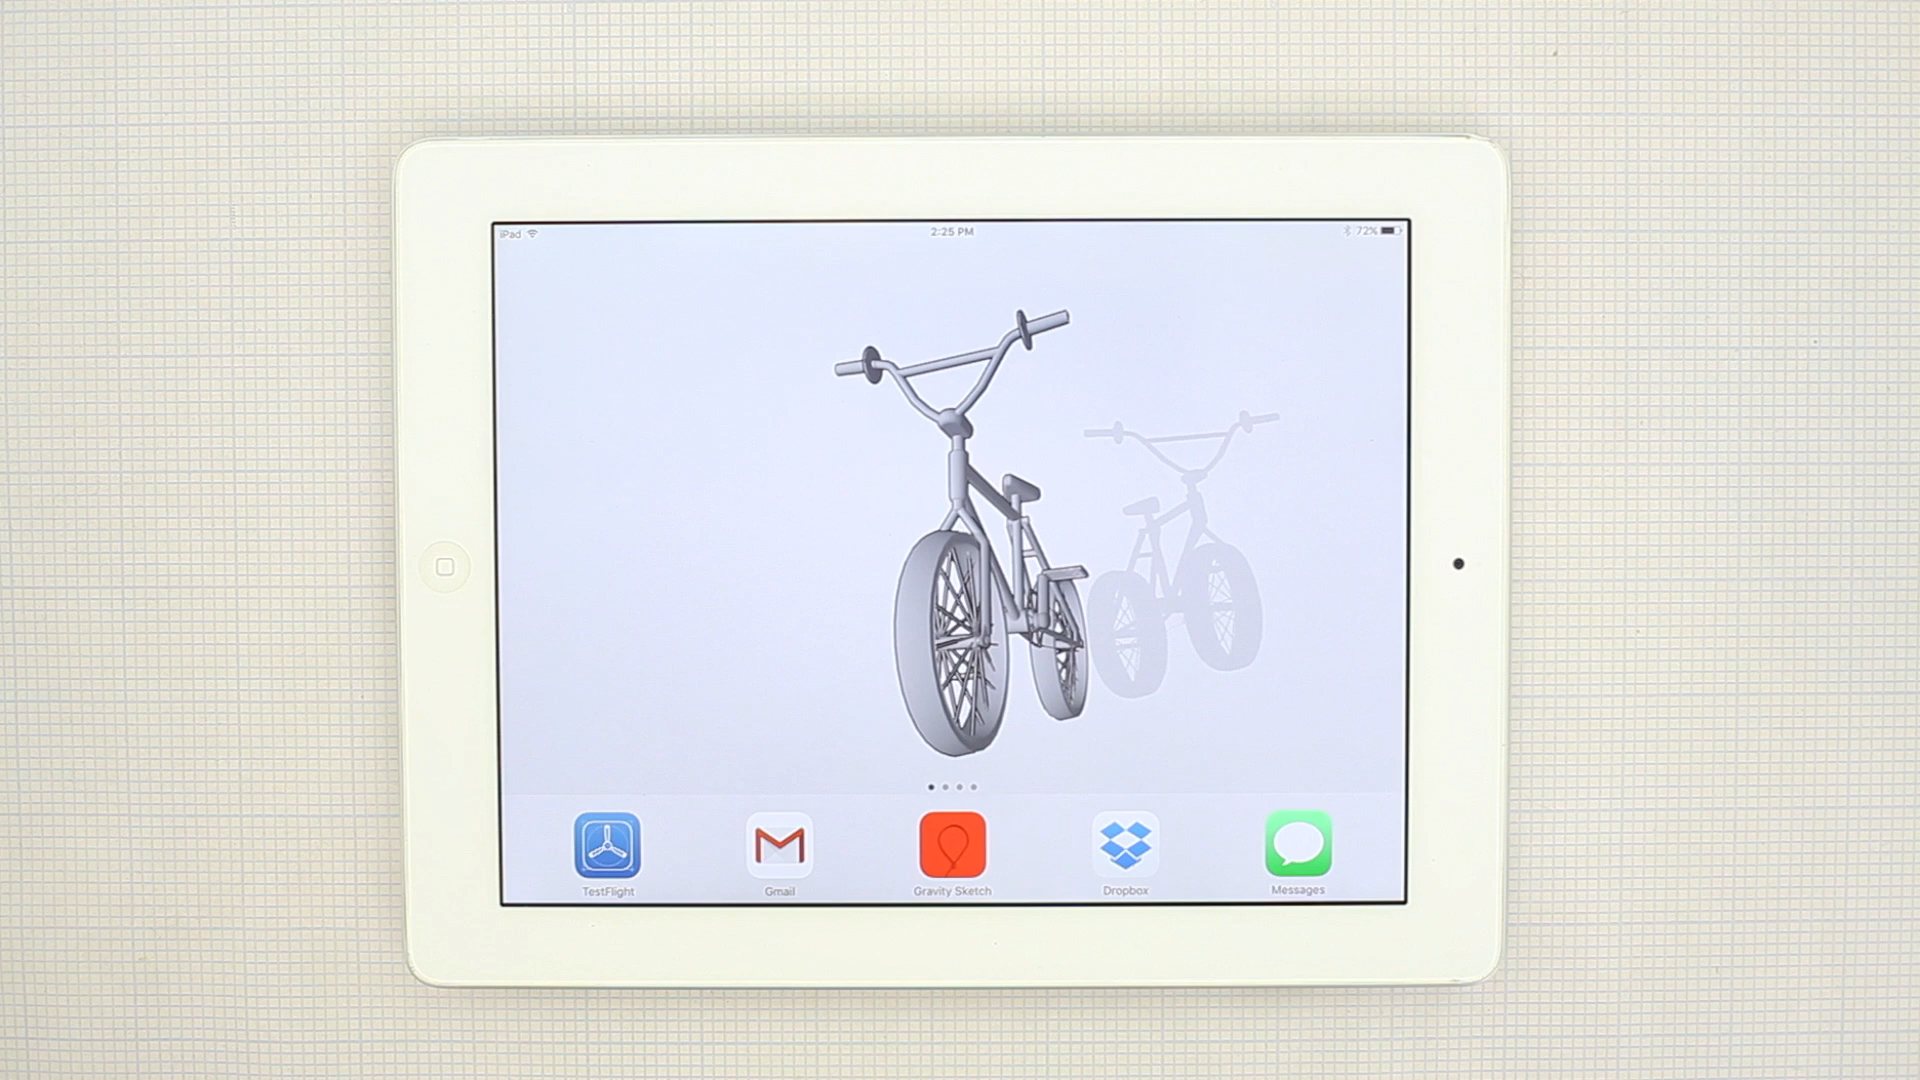 iPad
2:25 PM
72%
TestFlight
Gmail
Gravity Sketch
Dropbox
Messages